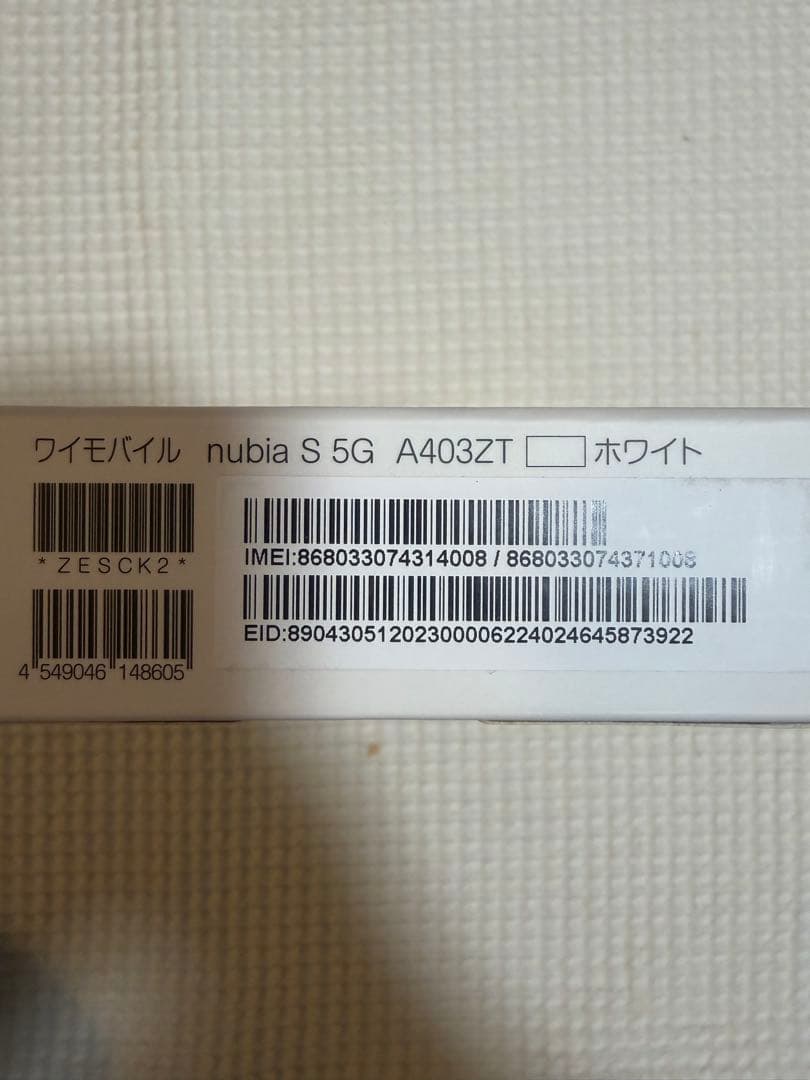 ワイモバイル nubia S 5G A403ZT ホワイト
*ZESCK2*
4 549046 148605
IMEI:868033074314008 / 868033074371008
EID:89043051202300006224024645873922